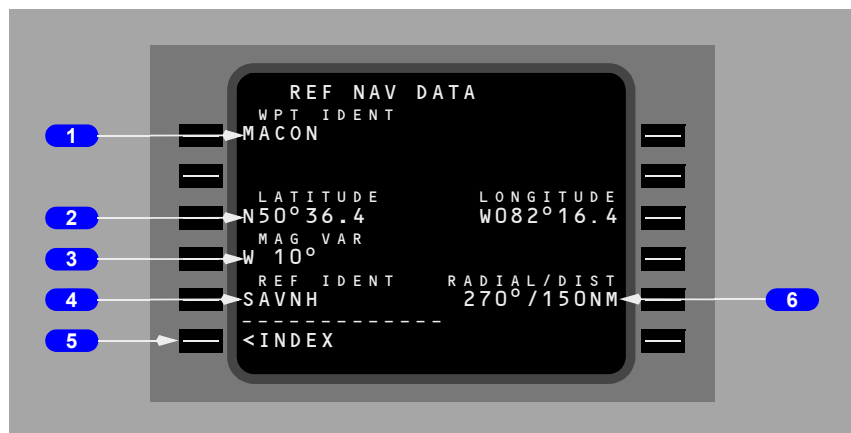 REF NAV DATA
WPT IDENT
1 MACON
LATITUDE LONGITUDE
2 N50°36.4 W082°16.4
MAG VAR
3 W 10°
REF IDENT RADIAL/DIST
4 SAVNH 270°/150NM 6
-------------
5 <INDEX